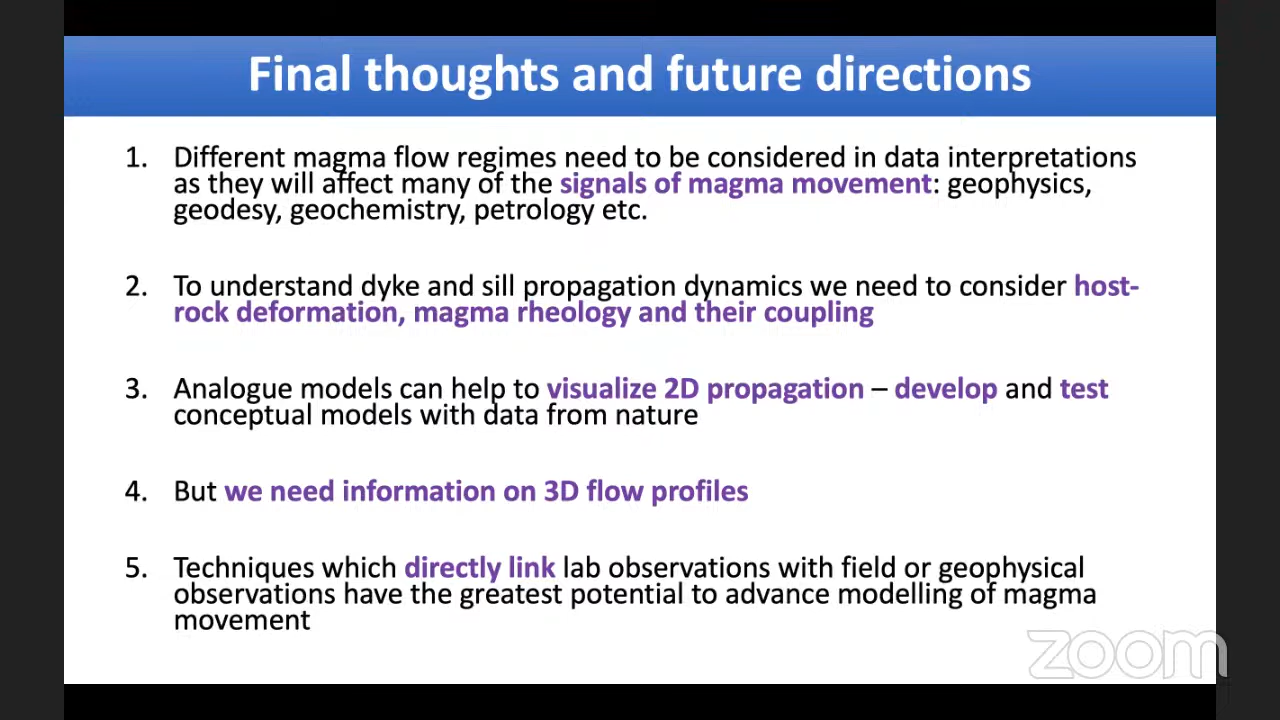 Final thoughts and future directions
1. Different magma flow regimes need to be considered in data interpretations
as they will affect many of the signals of magma movement: geophysics,
geodesy, geochemistry, petrology etc.
2. To understand dyke and sill propagation dynamics we need to consider host-
rock deformation, magma rheology and their coupling
3. Analogue models can help to visualize 2D propagation – develop and test
conceptual models with data from nature
4. But we need information on 3D flow profiles
5. Techniques which directly link lab observations with field or geophysical
observations have the greatest potential to advance modelling of magma
movement
zoom